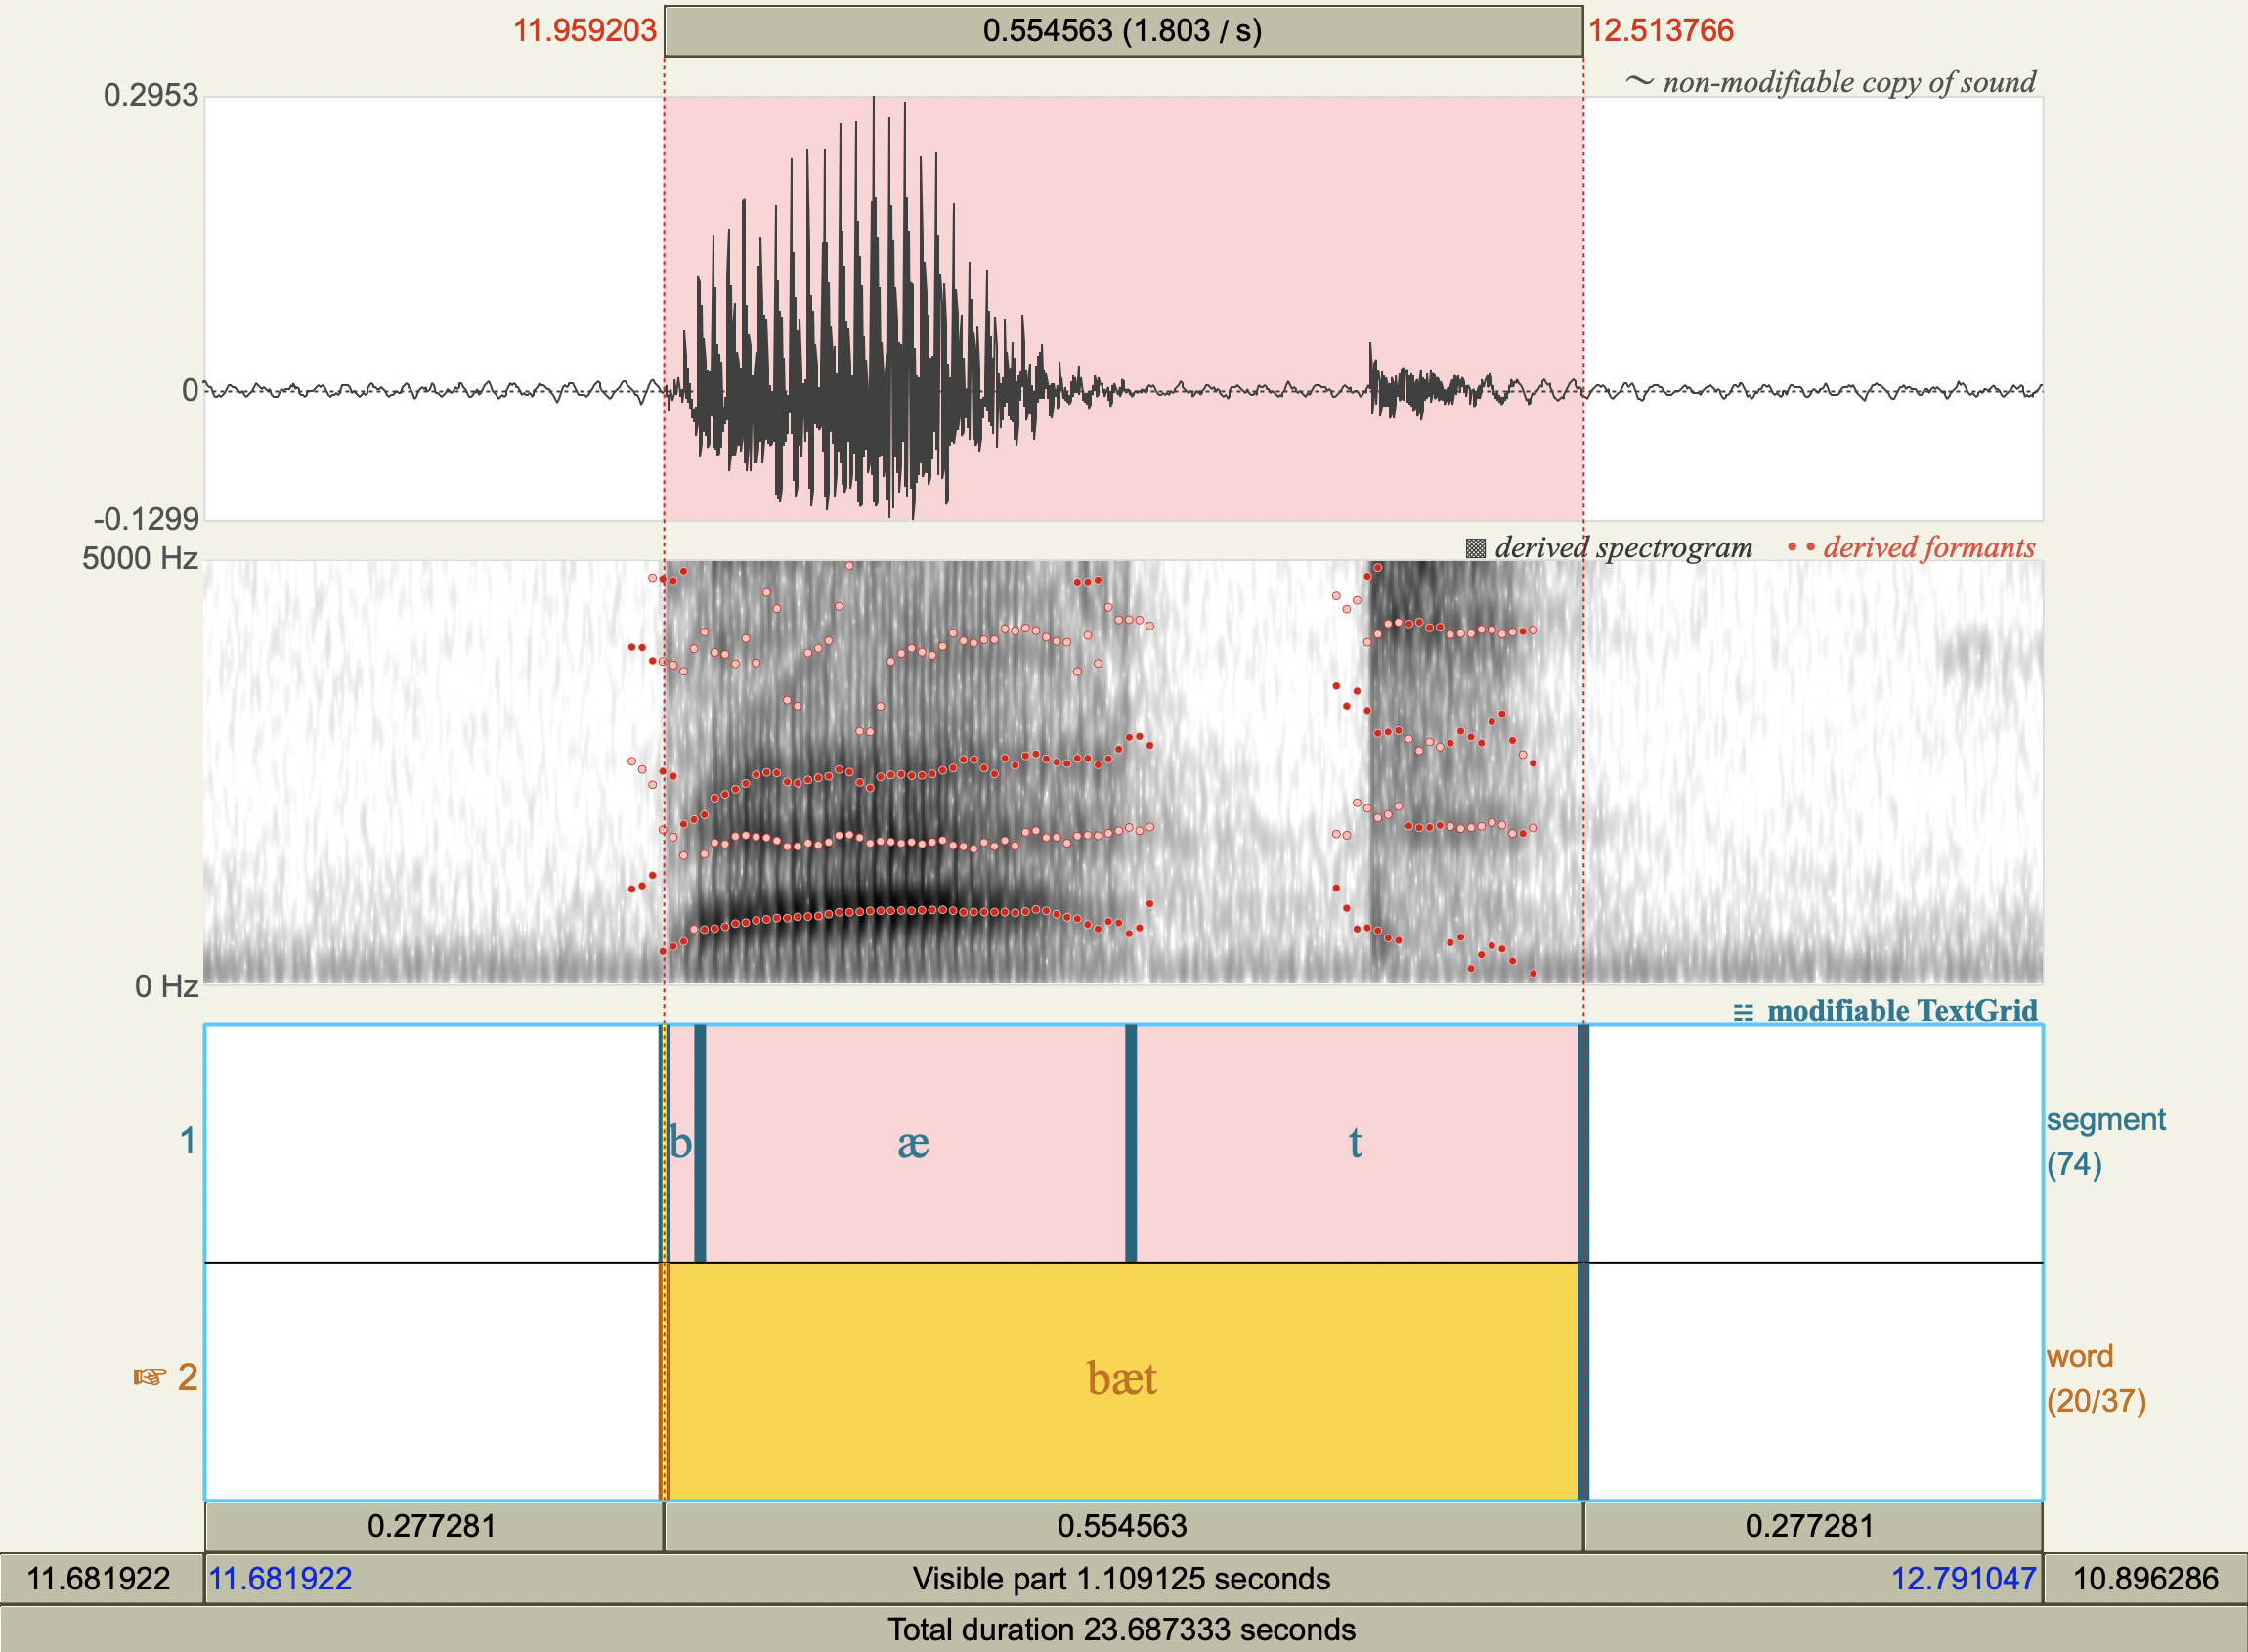 11.959203 0.554563 (1.803 / s) 12.513766
0.2953 ~ non-modifiable copy of sound
0
-0.1299
derived spectrogram •• derived formants
5000 Hz
0 Hz
modifiable TextGrid
1 b æ t segment
(74)
☞ 2 bæt word
(20/37)
0.277281 0.554563 0.277281
11.681922 11.681922 Visible part 1.109125 seconds 12.791047 10.896286
Total duration 23.687333 seconds